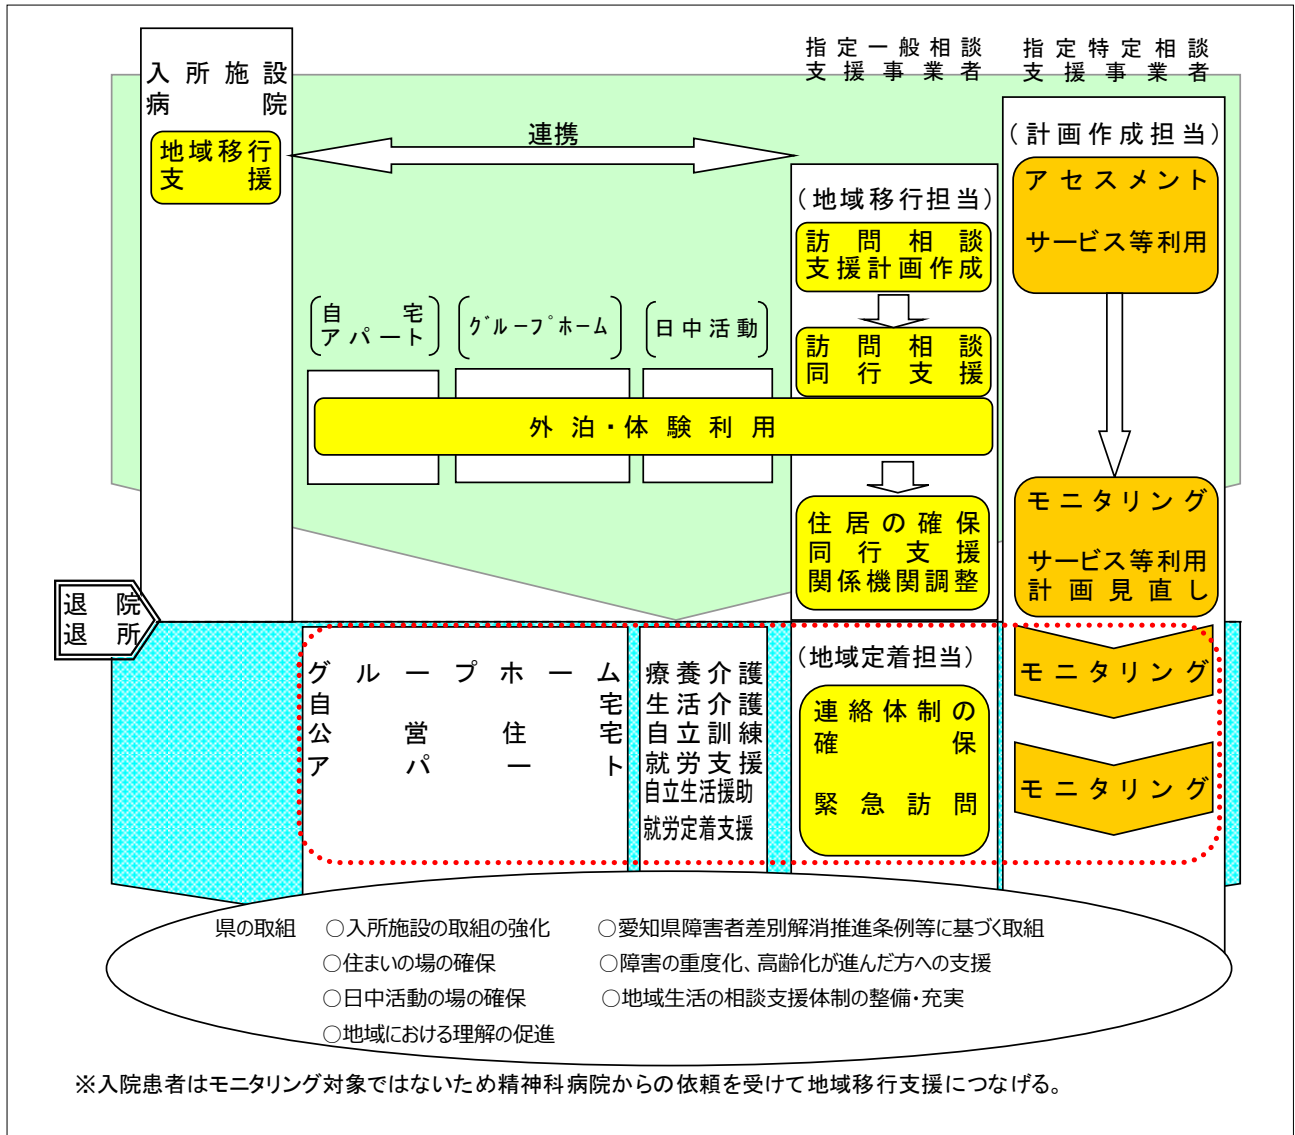 入所施設
病院
地域移行
支援
連携
指定一般相談
支援事業者
指定特定相談
支援事業者
(計画作成担当)
アセスメント
サービス等利用
(地域移行担当)
訪問相談
支援計画作成
自宅
アパート
グループホーム
日中活動
訪問相談
同行支援
外泊・体験利用
住居の確保
同行支援
関係機関調整
モニタリング
サービス等利用
計画見直し
退院
退所
グループホーム
自宅
公営住宅
アパート
療養介護
生活介護
自立訓練
就労支援
自立生活援助
就労定着支援
(地域定着担当)
連絡体制の
確保
緊急訪問
モニタリング
モニタリング
県の取組 ○入所施設の取組の強化 ○愛知県障害者差別解消推進条例等に基づく取組
○住まいの場の確保 ○障害の重度化、高齢化が進んだ方への支援
○日中活動の場の確保 ○地域生活の相談支援体制の整備・充実
○地域における理解の促進
※入院患者はモニタリング対象ではないため精神科病院からの依頼を受けて地域移行支援につなげる。